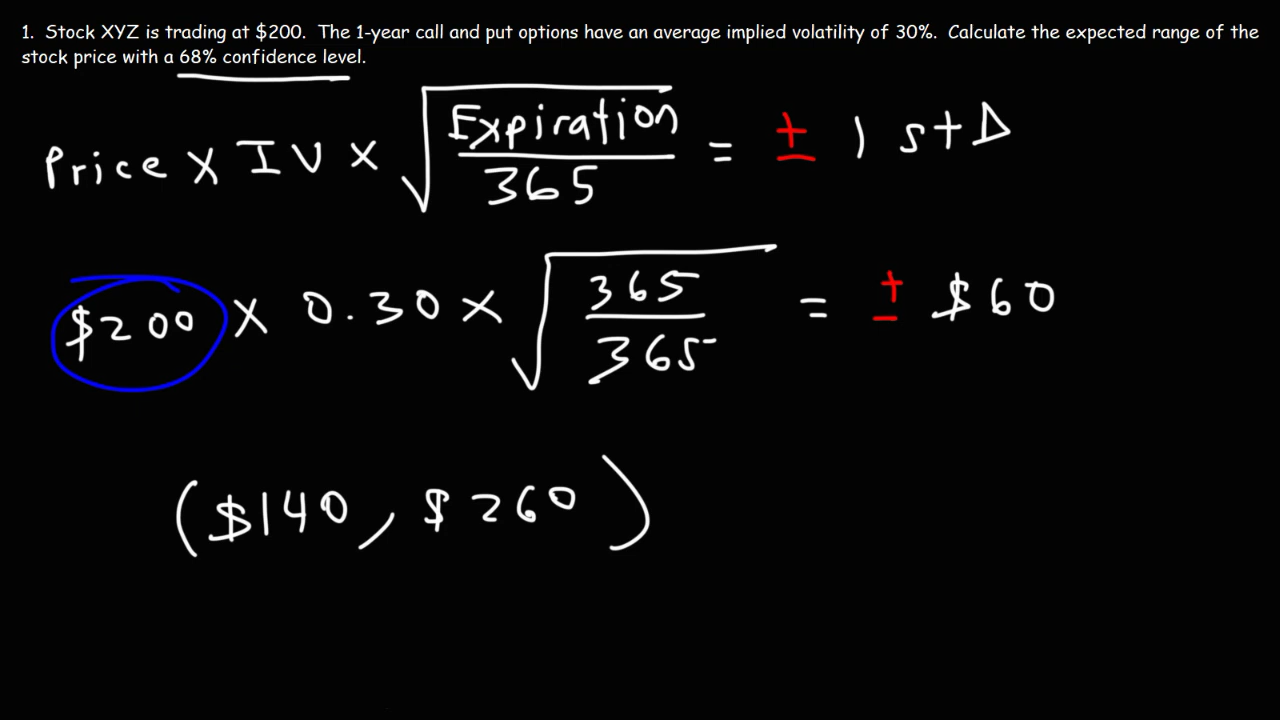 1. Stock XYZ is trading at $200. The 1-year call and put options have an average implied volatility of 30%. Calculate the expected range of the
stock price with a 68% confidence level.
Price X IV X √(Expiration/365) = ± 1 stΔ
$200 X 0.30 X √(365/365) = ± $60
($140, $260)